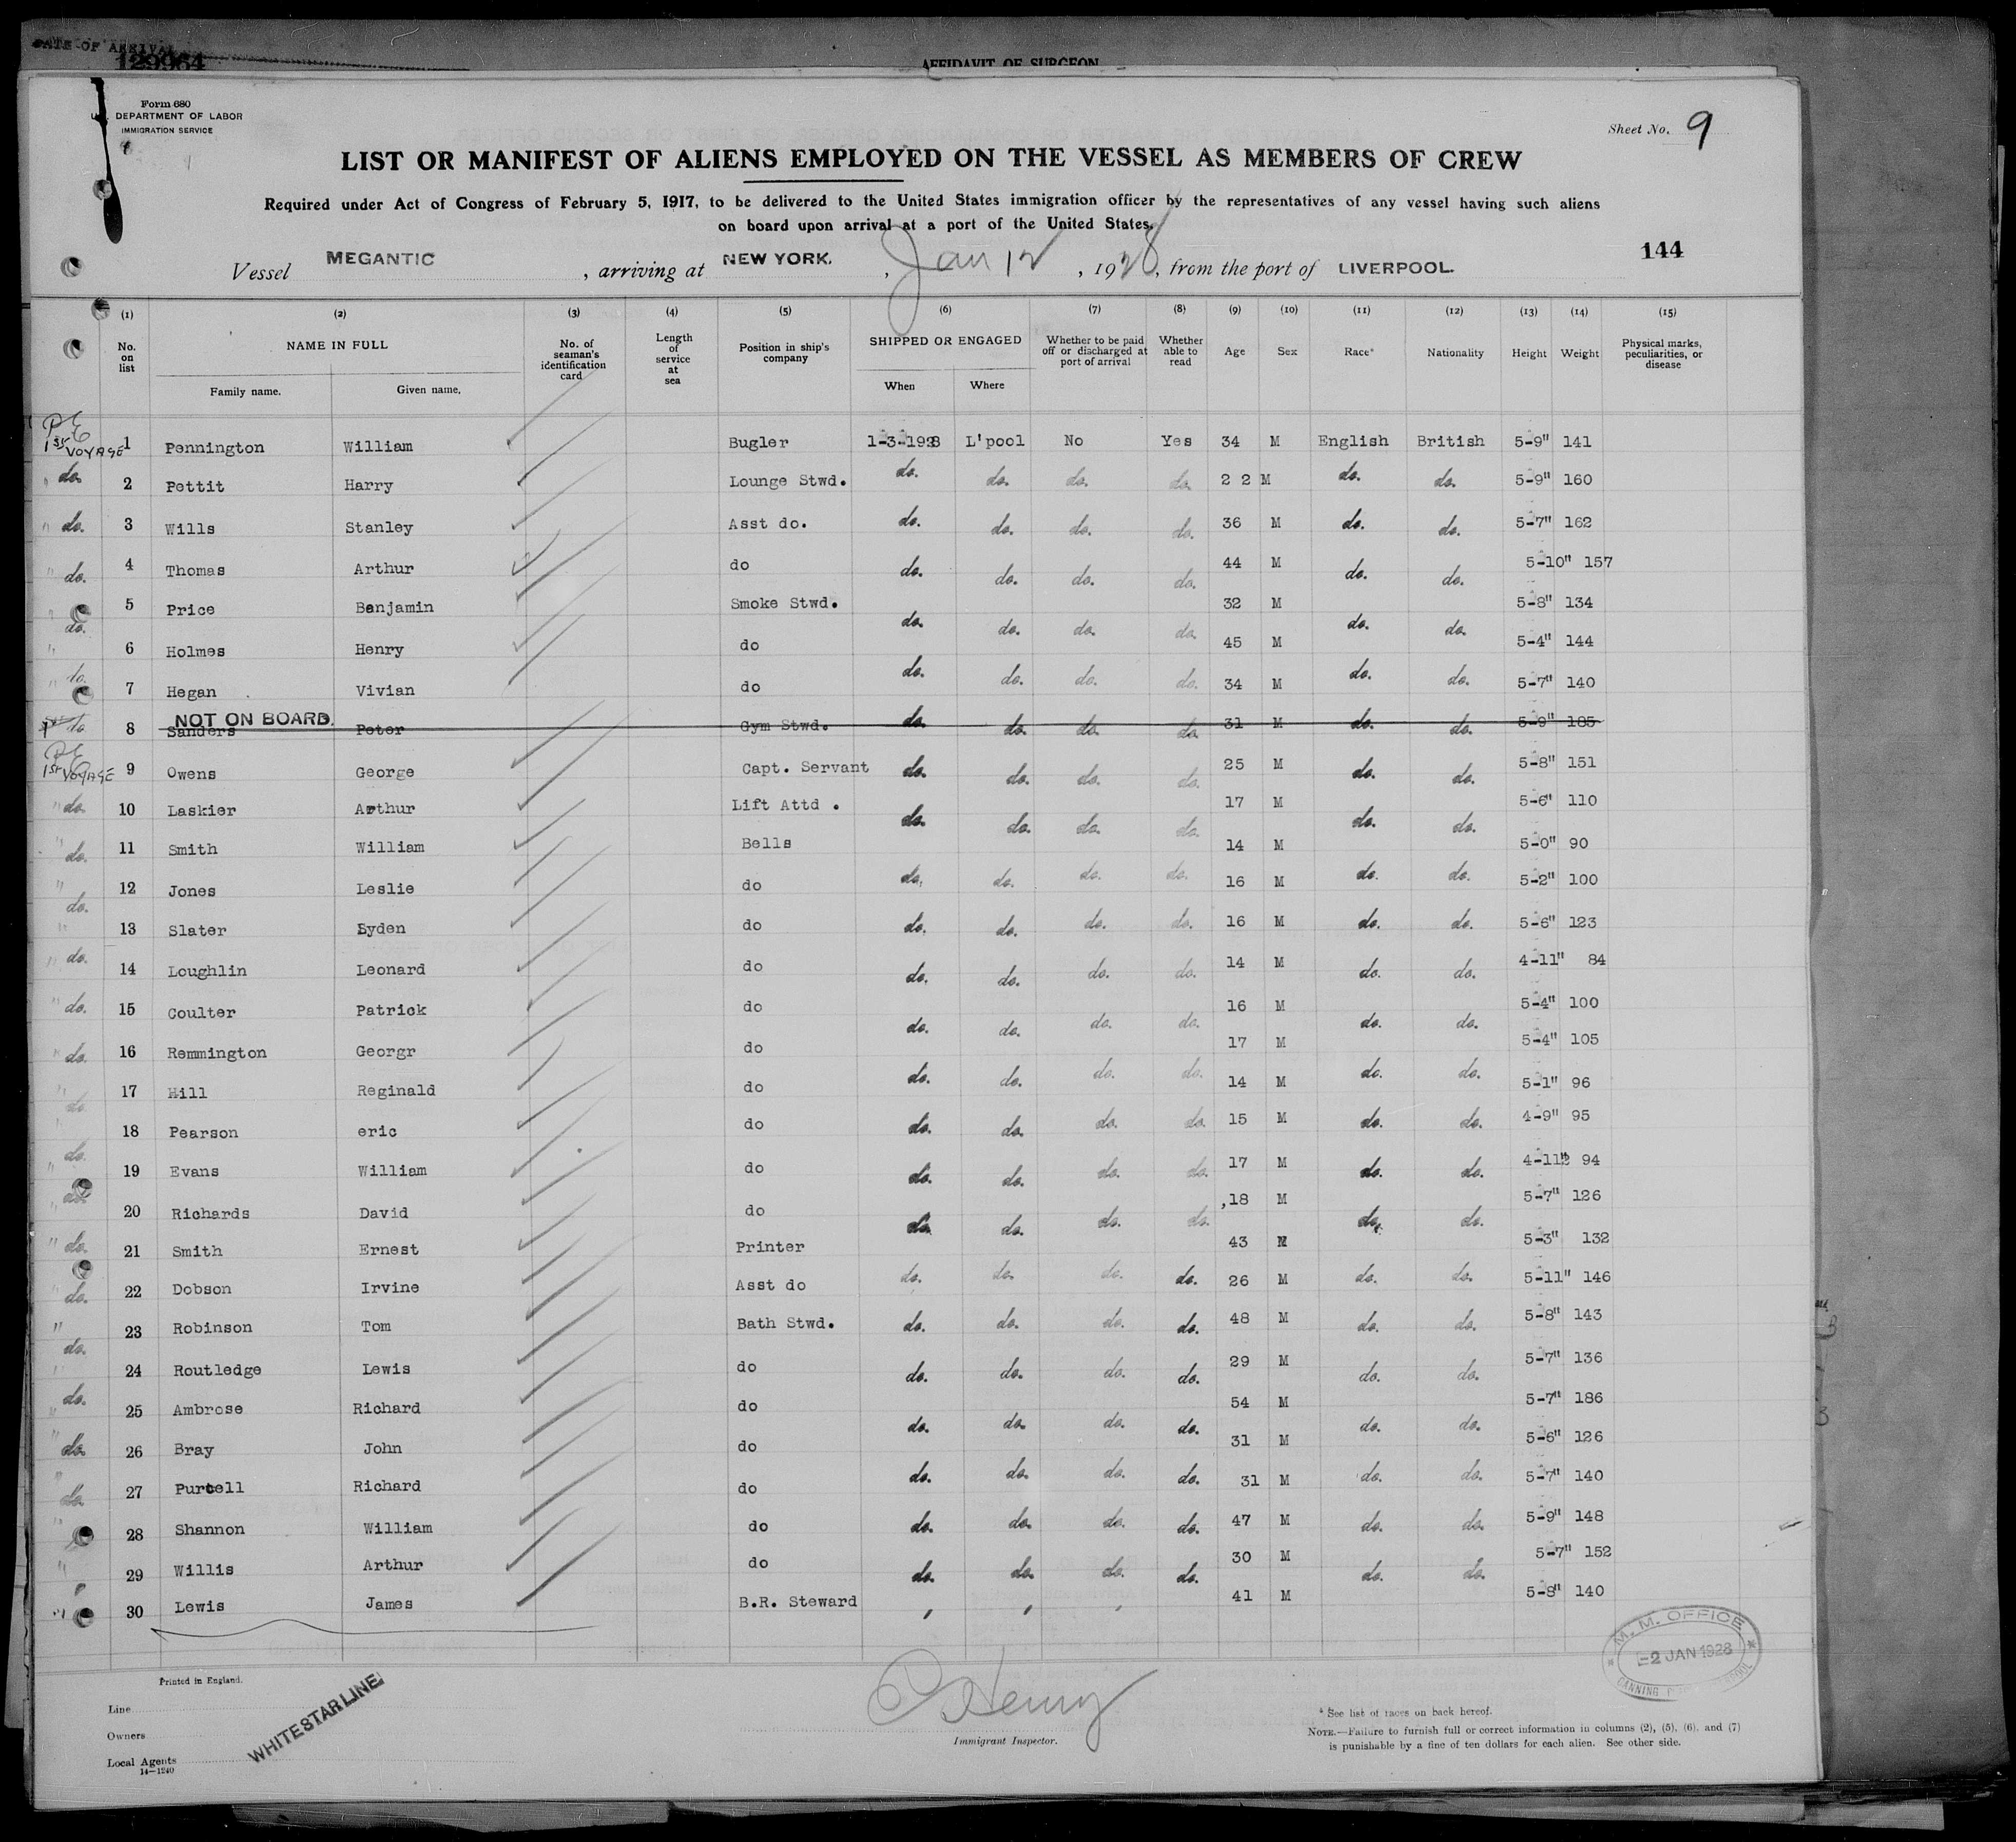 DATE OF ARRIVAL
129964
AFFIDAVIT OF SURGEON
Form 680
U. DEPARTMENT OF LABOR
IMMIGRATION SERVICE
Sheet No. 9
LIST OR MANIFEST OF ALIENS EMPLOYED ON THE VESSEL AS MEMBERS OF CREW
Required under Act of Congress of February 5, 1917, to be delivered to the United States immigration officer by the representatives of any vessel having such aliens
on board upon arrival at a port of the United States.
144
Vessel MEGANTIC, arriving at NEW YORK., Jan 12, 1928, from the port of LIVERPOOL.
(1) (2) (3) (4) (5) (6) (7) (8) (9) (10) (11) (12) (13) (14) (15)
No. on list NAME IN FULL Family name. Given name. No. of seaman's identification card Length of service at sea Position in ship's company SHIPPED OR ENGAGED When Where Whether to be paid off or discharged at port of arrival Whether able to read Age Sex Race* Nationality Height Weight Physical marks, peculiarities, or disease
1st VOYAGE 1 Pennington William Bugler 1-3-1928 L'pool No Yes 34 M English British 5-9" 141
do. 2 Pettit Harry Lounge Stwd. do. do. do. do. 2 2 M do. do. 5-9" 160
" do. 3 Wills Stanley Asst do. do. do. do. do. 36 M do. do. 5-7" 162
" do. 4 Thomas Arthur do do. do. do. do. 44 M do. do. 5-10" 157
do. 5 Price Benjamin Smoke Stwd. do. do. do. do. 32 M do. do. 5-8" 134
" 6 Holmes Henry do do. do. do. do. 45 M do. do. 5-4" 144
" do. 7 Hegan Vivian do 34 M 5-7" 140
do. 8 NOT ON BOARD. Sanders Peter Gym Stwd. do. do. do. do. 31 M do. do. 5-9" 185
1st VOYAGE 9 Owens George Capt. Servant do. do. do. do. 25 M do. do. 5-8" 151
" do. 10 Laskier Arthur Lift Attd . do. do. do. do. 17 M do. do. 5-6" 110
" do. 11 Smith William Bells 14 M 5-0" 90
" do. 12 Jones Leslie do do. do. do. do. 16 M do. do. 5-2" 100
" 13 Slater Syden do do. do. do. do. 16 M do. do. 5-6" 123
" do. 14 Loughlin Leonard do do. do. do. do. 14 M do. do. 4-11" 84
" do. 15 Coulter Patrick do do. do. do. do. 16 M do. do. 5-4" 100
" do. 16 Remmington Georgr do do. do. do. do. 17 M do. do. 5-4" 105
" do. 17 Hill Reginald do 14 M 5-1" 96
18 Pearson eric do do. do. do. do. 15 M do. do. 4-9" 95
do. 19 Evans William do do. do. do. do. 17 M do. do. 4-11" 94
do. 20 Richards David do do. do. do. do. 18 M do. do. 5-7" 126
" do. 21 Smith Ernest Printer 43 M 5-3" 132
" do. 22 Dobson Irvine Asst do do. do. do. do. 26 M do. do. 5-11" 146
" do. 23 Robinson Tom Bath Stwd. do. do. do. do. 48 M do. do. 5-8" 143
24 Routledge Lewis do do. do. do. do. 29 M do. do. 5-7" 136
do. 25 Ambrose Richard do do. do. do. do. 54 M do. do. 5-7" 186
" do. 26 Bray John do 31 M 5-6" 126
" do. 27 Purtell Richard do do. do. do. do. 31 M do. do. 5-7" 140
28 Shannon William do do. do. do. do. 47 M do. do. 5-9" 148
" 29 Willis Arthur do do. do. do. do. 30 M do. do. 5-7" 152
" 30 Lewis James B.R. Steward 41 M 5-8" 140
M. M. OFFICE
-2 JAN 1928
CANNING
Printed in England.
Line
Owners
Local Agents
14-1240
WHITE STAR LINE
Henry
Immigrant Inspector.
* See list of races on back hereof.
NOTE.—Failure to furnish full or correct information in columns (2), (5), (6), and (7)
is punishable by a fine of ten dollars for each alien. See other side.